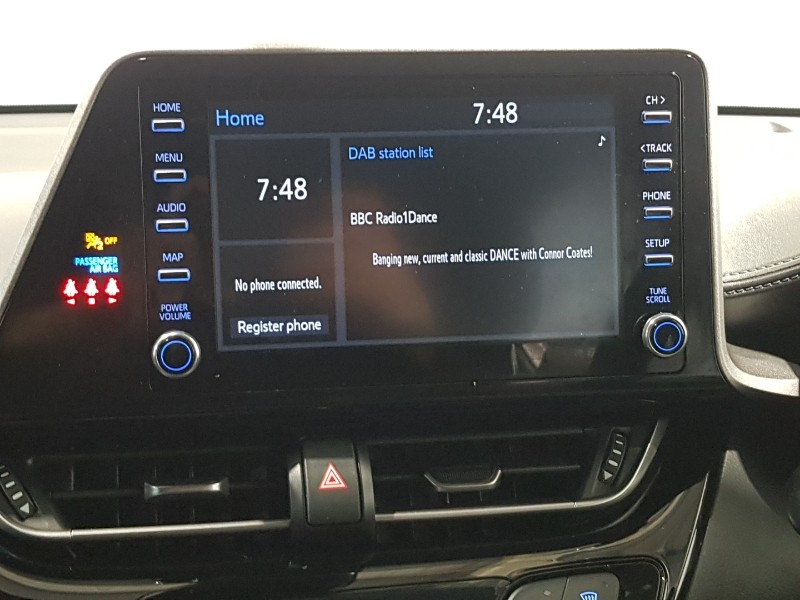 HOME
MENU
AUDIO
MAP
POWER
VOLUME
OFF
PASSENGER
AIR BAG
Home
7:48
7:48
No phone connected.
Register phone
DAB station list
BBC Radio1Dance
Banging new, current and classic DANCE with Connor Coates!
CH >
<TRACK
PHONE
SETUP
TUNE
SCROLL